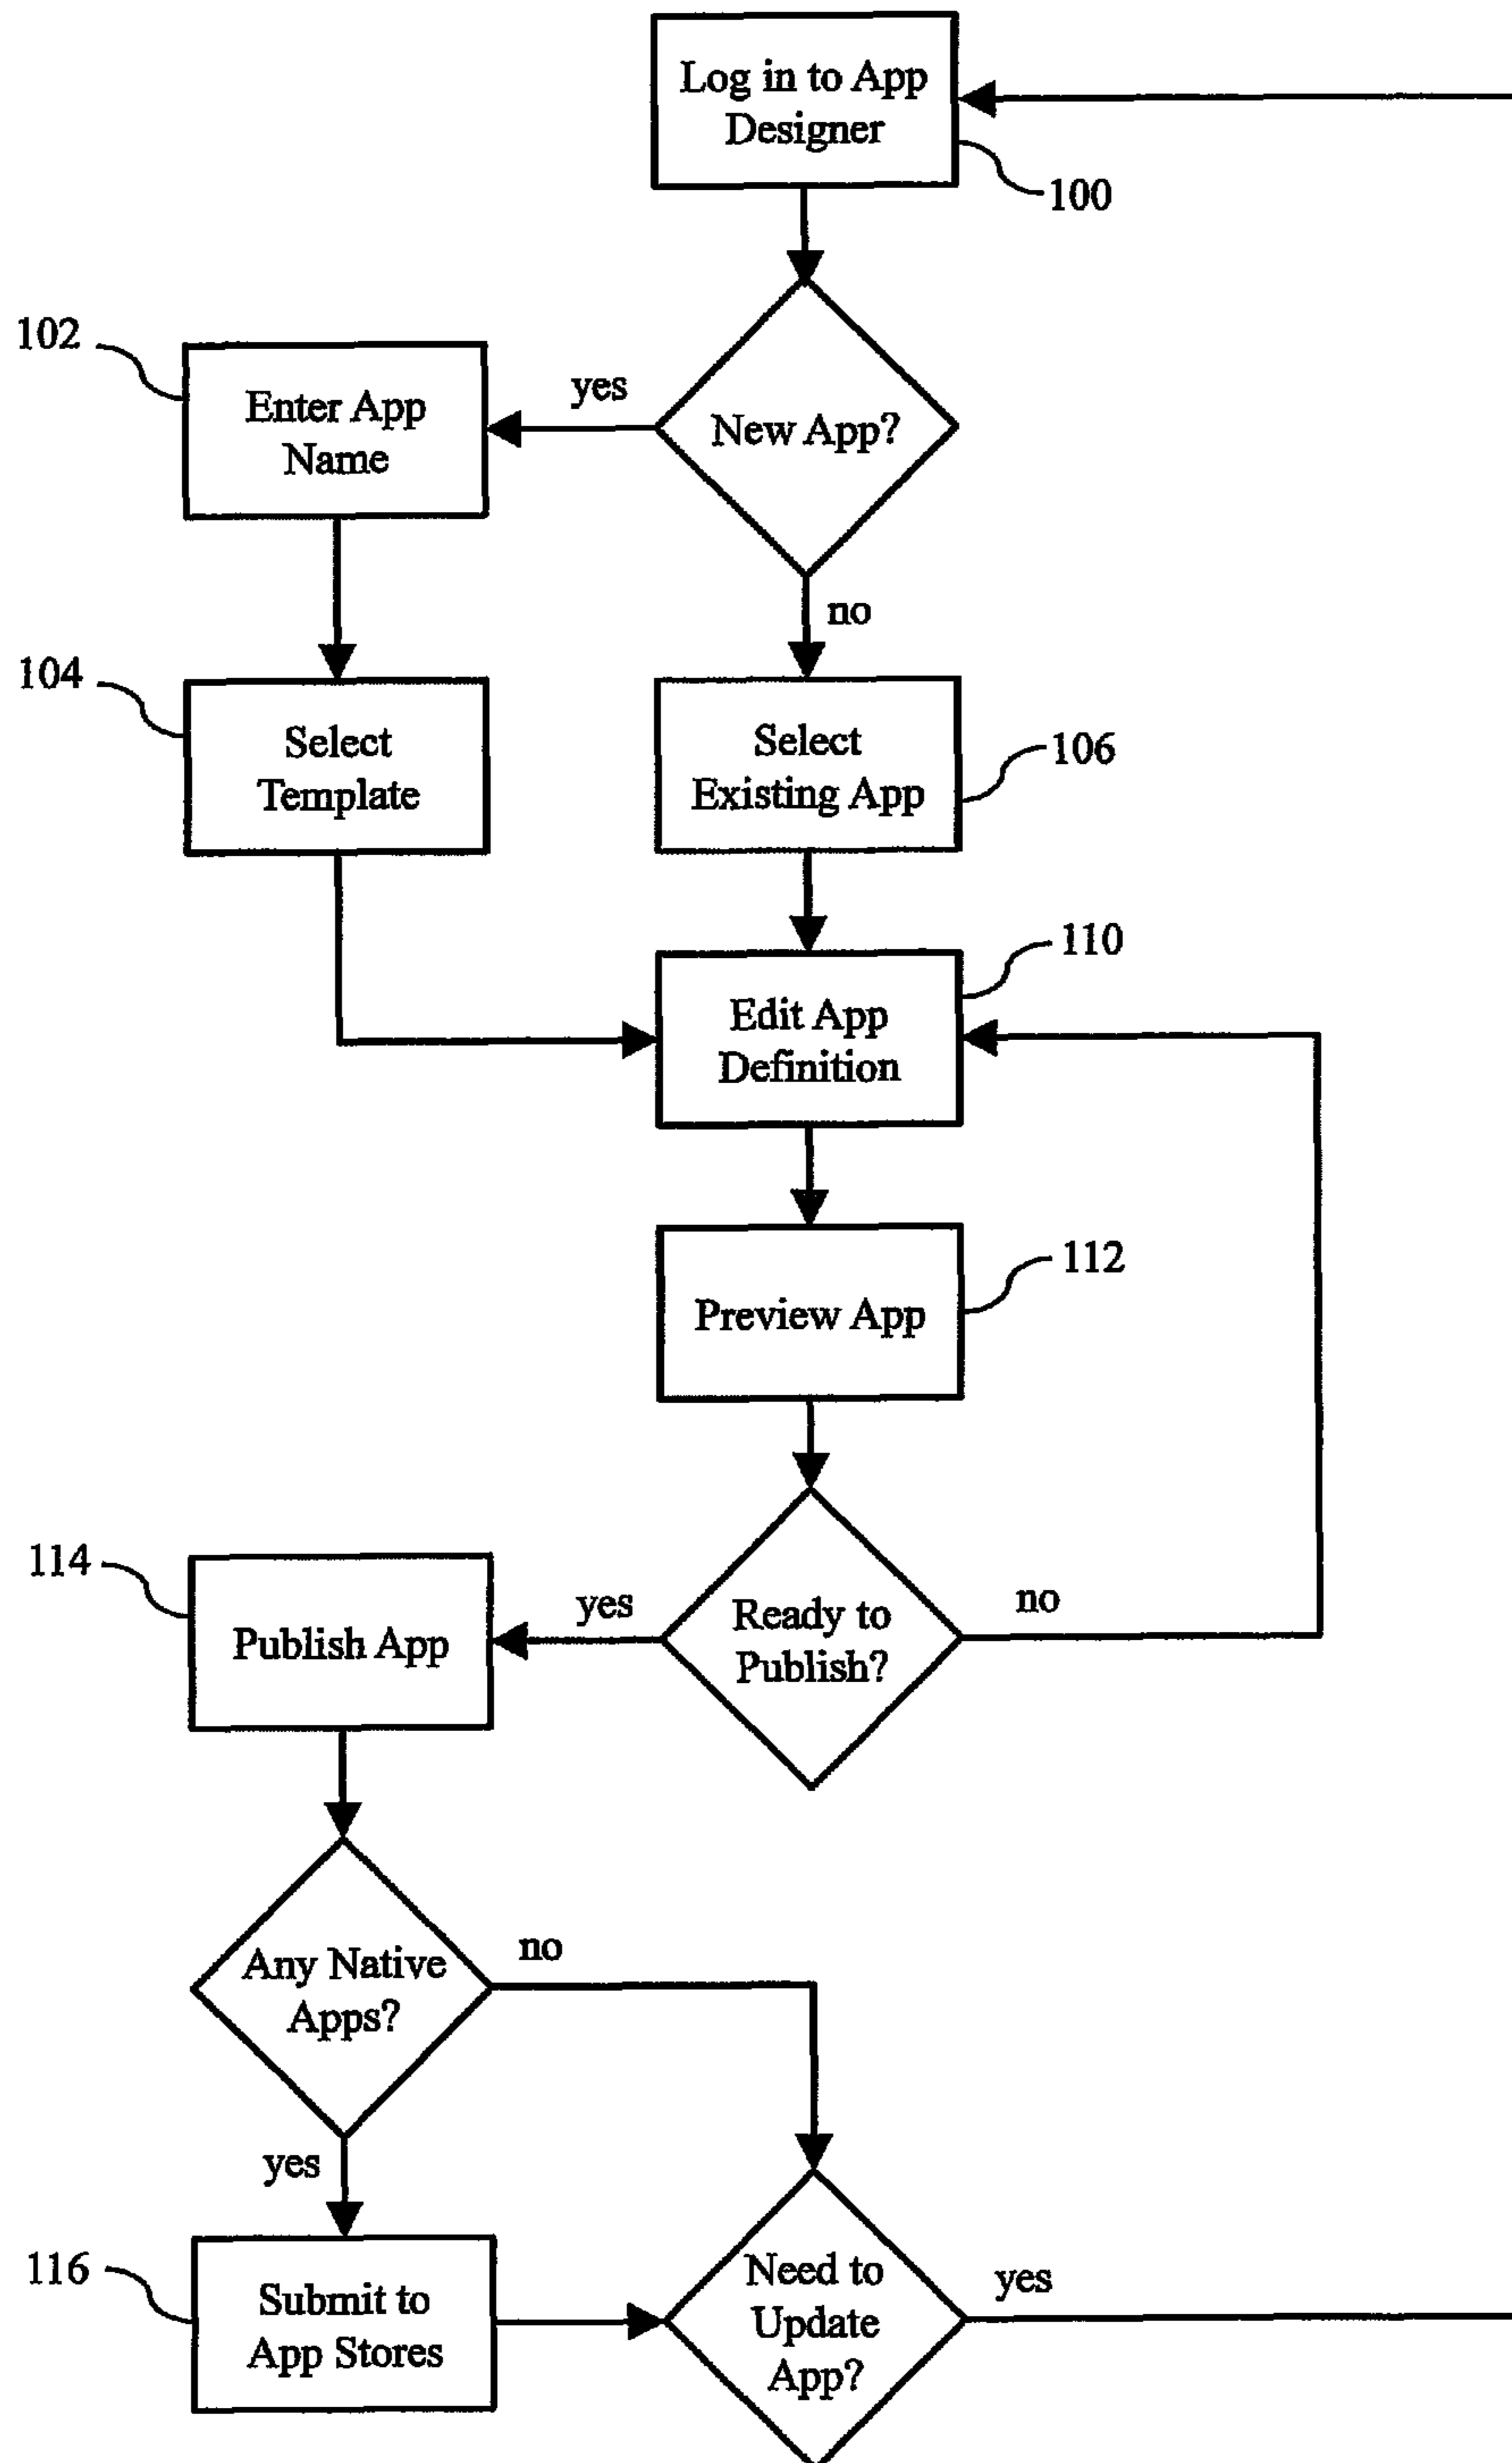 Log in to App
Designer
100
102
Enter App
Name
yes
New App?
no
104
Select
Template
Select
Existing App
106
110
Edit App
Definition
112
Preview App
114
Publish App
yes
Ready to
Publish?
no
Any Native
Apps?
no
yes
116
Submit to
App Stores
Need to
Update
App?
yes